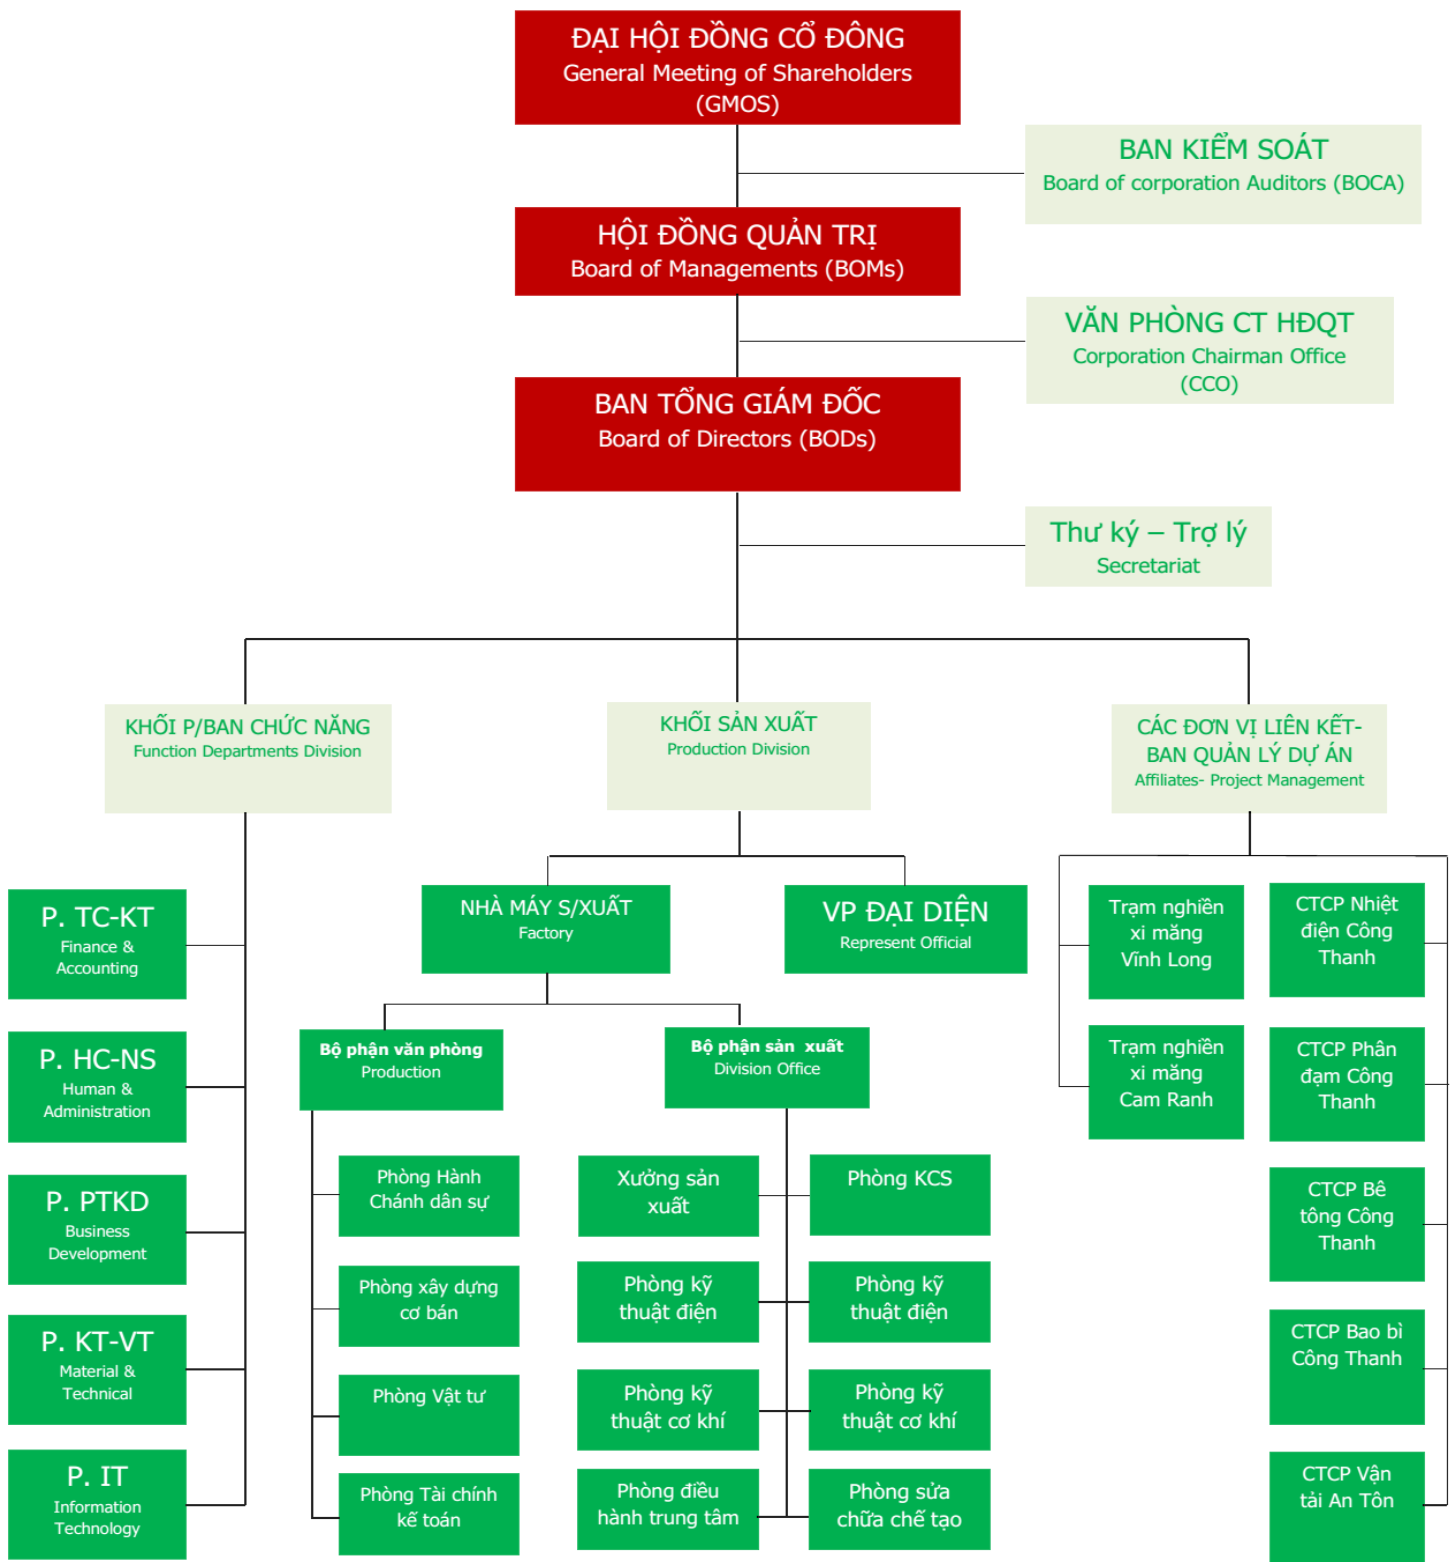 ĐẠI HỘI ĐỒNG CỔ ĐÔNG
General Meeting of Shareholders
(GMOS)
BAN KIỂM SOÁT
Board of corporation Auditors (BOCA)
HỘI ĐỒNG QUẢN TRỊ
Board of Managements (BOMs)
VĂN PHÒNG CT HĐQT
Corporation Chairman Office
(CCO)
BAN TỔNG GIÁM ĐỐC
Board of Directors (BODs)
Thư ký – Trợ lý
Secretariat
KHỐI P/BAN CHỨC NĂNG
Function Departments Division
KHỐI SẢN XUẤT
Production Division
CÁC ĐƠN VỊ LIÊN KẾT-
BAN QUẢN LÝ DỰ ÁN
Affiliates- Project Management
P. TC-KT
Finance &
Accounting
P. HC-NS
Human &
Administration
P. PTKD
Business
Development
P. KT-VT
Material &
Technical
P. IT
Information
Technology
NHÀ MÁY S/XUẤT
Factory
VP ĐẠI DIỆN
Represent Official
Bộ phận văn phòng
Production
Bộ phận sản xuất
Division Office
Phòng Hành
Chánh dân sự
Phòng xây dựng
cơ bán
Phòng Vật tư
Phòng Tài chính
kế toán
Xưởng sản
xuất
Phòng KCS
Phòng kỹ
thuật điện
Phòng kỹ
thuật điện
Phòng kỹ
thuật cơ khí
Phòng kỹ
thuật cơ khí
Phòng điều
hành trung tâm
Phòng sửa
chữa chế tạo
Trạm nghiền
xi măng
Vĩnh Long
Trạm nghiền
xi măng
Cam Ranh
CTCP Nhiệt
điện Công
Thanh
CTCP Phân
đạm Công
Thanh
CTCP Bê
tông Công
Thanh
CTCP Bao bì
Công Thanh
CTCP Vận
tải An Tôn